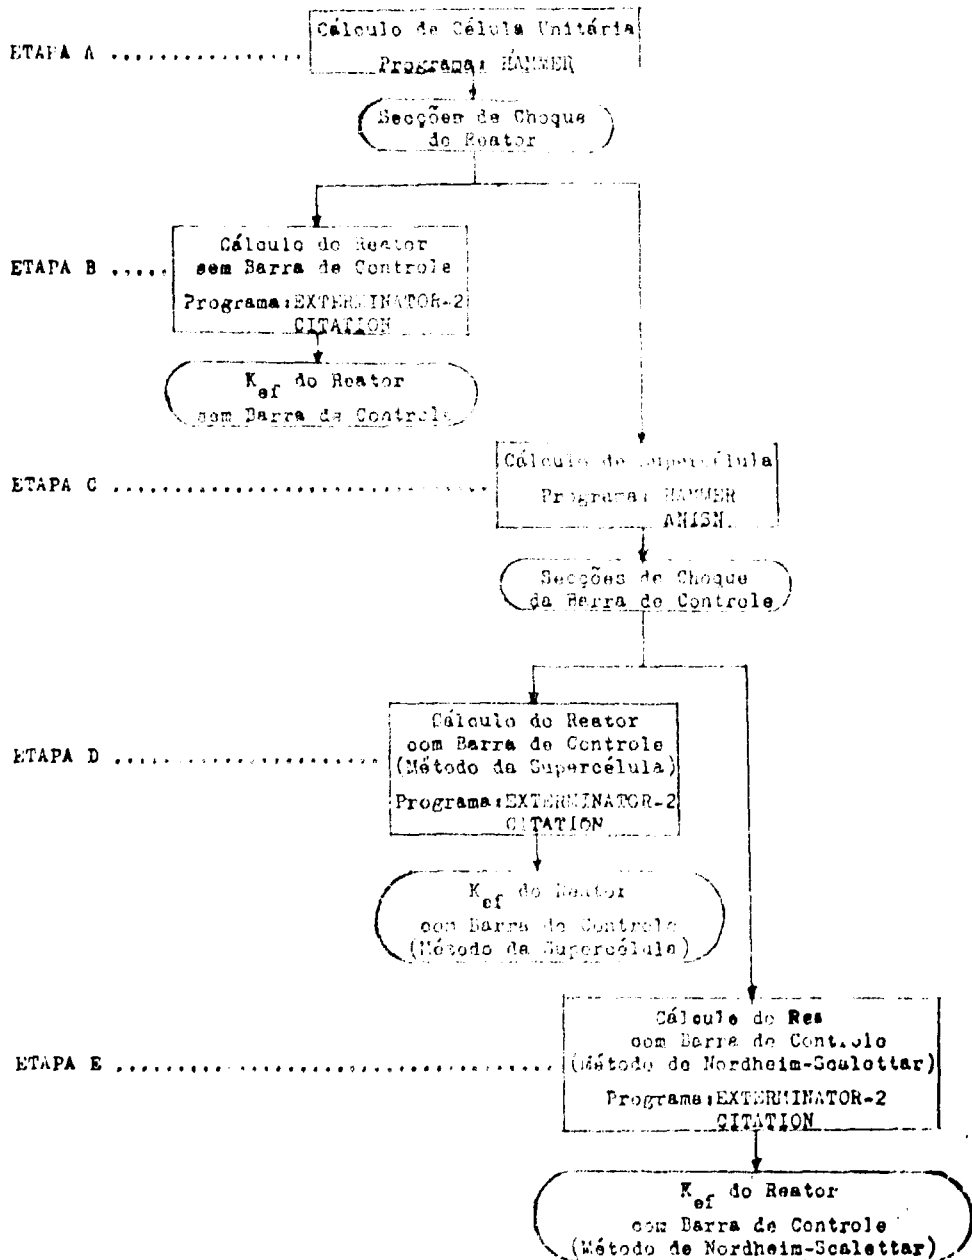 Cálculo de Célula Unitária
ETAPA A ................
Programa: HAMMER
Secções de Choque
do Reator
Cálculo do Reator
sem Barra de Controle
ETAPA B .....
Programa:EXTERMINATOR-2
CITATION
K_ef do Reator
sem Barra de Controle
Cálculo de Supercélula
ETAPA C ................................
Programa: HAMMER
ANISN
Secções de Choque
da Barra de Controle
Cálculo do Reator
com Barra de Controle
ETAPA D .......................
(Método da Supercélula)
Programa:EXTERMINATOR-2
CITATION
K_ef do Reator
com Barra de Controle
(Método da Supercélula)
Cálculo do Rea
com Barra de Controle
ETAPA E .....................................
(Método de Nordheim-Scalettar)
Programa:EXTERMINATOR-2
CITATION
K_ef do Reator
com Barra de Controle
(Método de Nordheim-Scalettar)